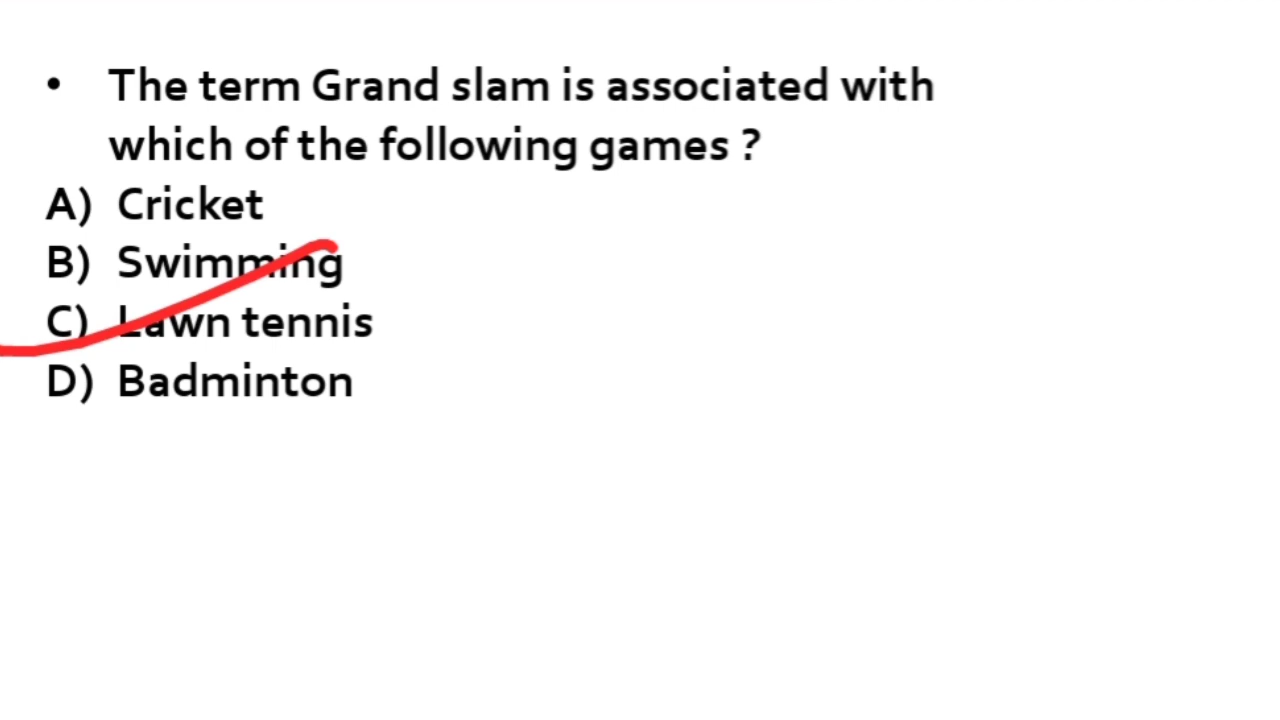 • The term Grand slam is associated with
which of the following games ?
A) Cricket
B) Swimming
C) Lawn tennis
D) Badminton